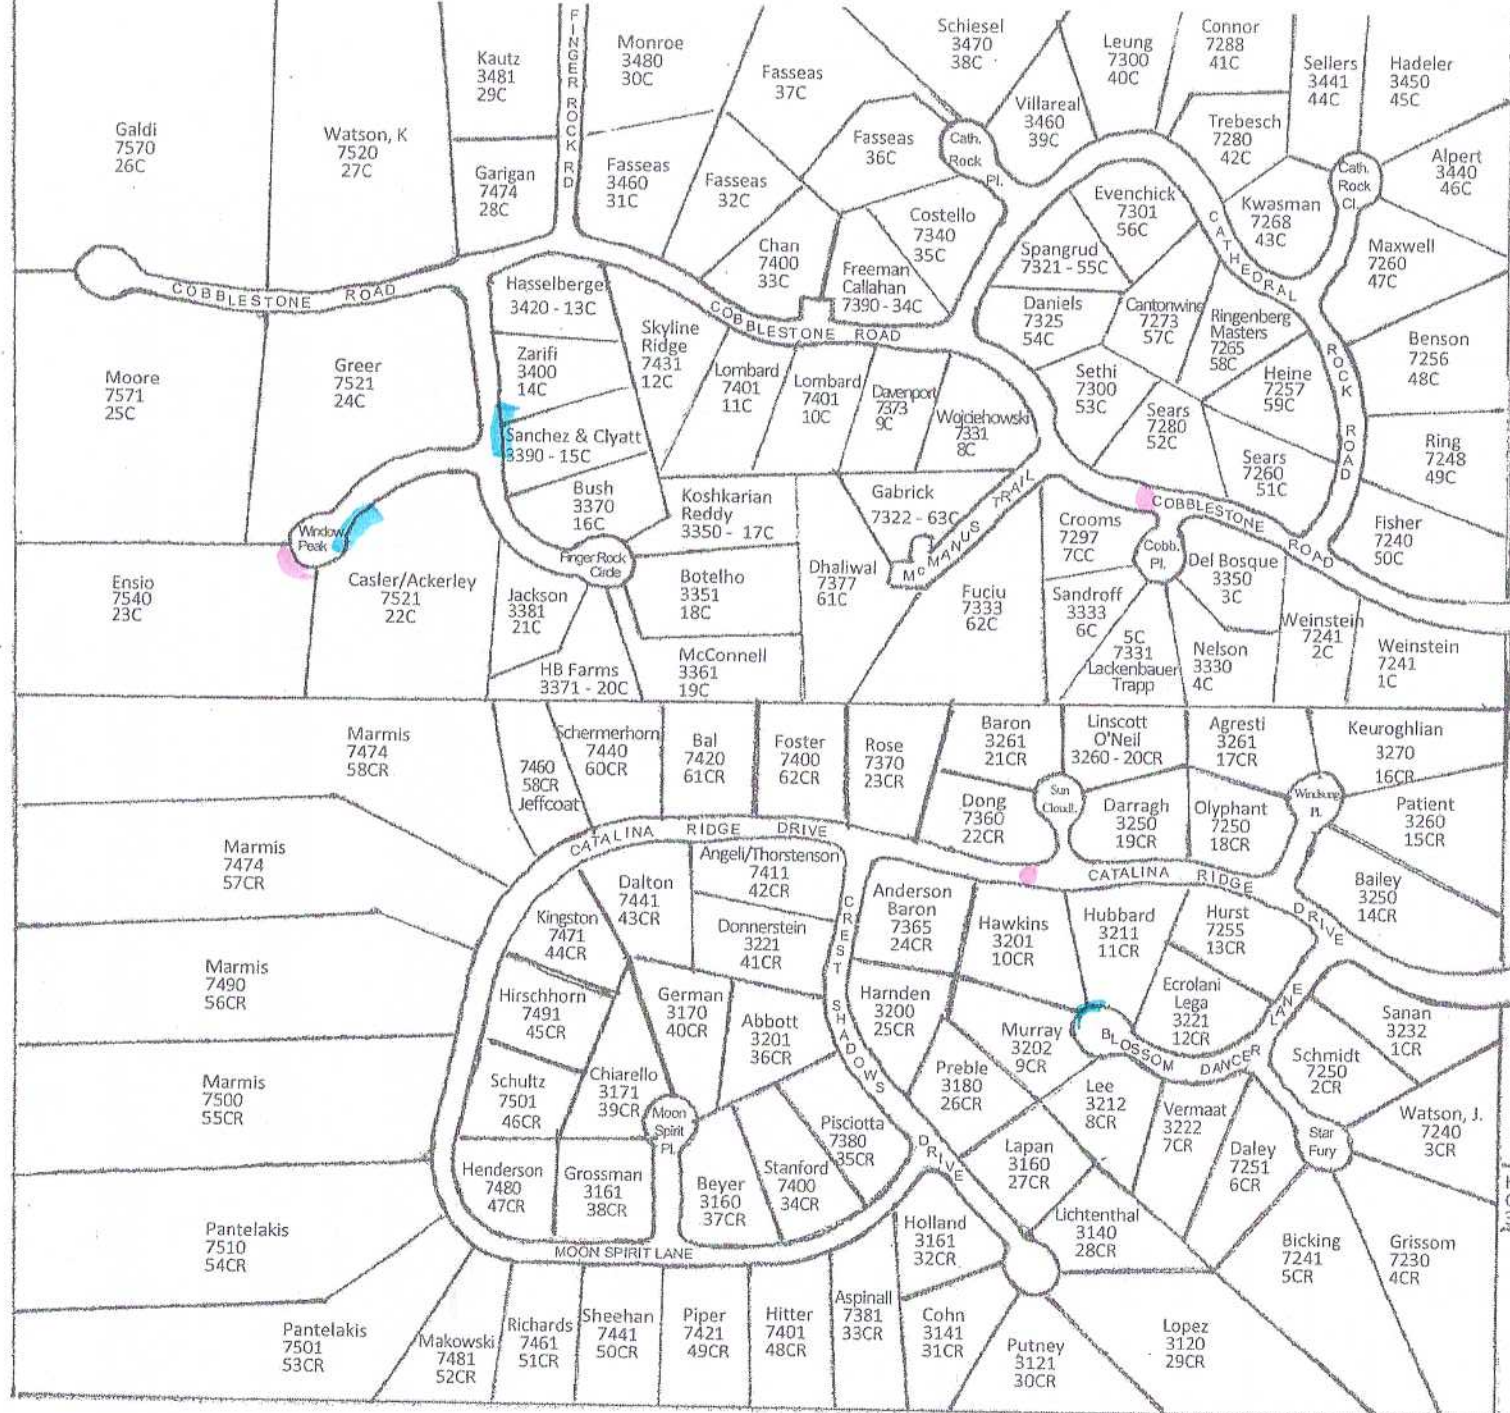 FINGER ROCK RD
Kautz
3481
29C
Monroe
3480
30C
Fasseas
37C
Schiesel
3470
38C
Leung
7300
40C
Connor
7288
41C
Sellers
3441
44C
Hadeler
3450
45C
Galdi
7570
26C
Watson, K
7520
27C
Garigan
7474
28C
Fasseas
3460
31C
Fasseas
32C
Fasseas
36C
Cath.
Rock
Pl.
Villareal
3460
39C
Trebesch
7280
42C
Cath.
Rock
Cl.
Alpert
3440
46C
Chan
7400
33C
Costello
7340
35C
Freeman
Callahan
7390 - 34C
Evenchick
7301
56C
Spangrud
7321 - 55C
Kwasman
7268
43C
Maxwell
7260
47C
CATHEDRAL ROCK ROAD
COBBLESTONE ROAD
Hasselberge
3420 - 13C
COBBLESTONE ROAD
Daniels
7325
54C
Cantonwine
7273
57C
Ringenberg
Masters
7265
58C
Benson
7256
48C
Moore
7571
25C
Greer
7521
24C
Zarifi
3400
14C
Skyline
Ridge
7431
12C
Lombard
7401
11C
Lombard
7401
10C
Davenport
7373
9C
Wojciehowski
7331
8C
Sethi
7300
53C
Sears
7280
52C
Heine
7257
59C
Sears
7260
51C
Ring
7248
49C
Sanchez & Clyatt
3390 - 15C
Bush
3370
16C
Koshkarian
Reddy
3350 - 17C
Gabrick
7322 - 63C
McMANUS TRAIL
Crooms
7297
7CC
COBBLESTONE ROAD
Cobb.
Pl.
Fisher
7240
50C
Window
Peak
Finger Rock
Circle
Ensio
7540
23C
Casler/Ackerley
7521
22C
Jackson
3381
21C
Botelho
3351
18C
Dhaliwal
7377
61C
Fuciu
7333
62C
Sandroff
3333
6C
Del Bosque
3350
3C
HB Farms
3371 - 20C
McConnell
3361
19C
5C
7331
Lackenbauer
Trapp
Nelson
3330
4C
Weinstein
7241
2C
Weinstein
7241
1C
Marmis
7474
58CR
7460
58CR
Jeffcoat
Schermerhorn
7440
60CR
Bal
7420
61CR
Foster
7400
62CR
Rose
7370
23CR
Baron
3261
21CR
Linscott
O'Neil
3260 - 20CR
Agresti
3261
17CR
Keuroghlian
3270
16CR
Dong
7360
22CR
Sun
Cloud
Darragh
3250
19CR
Olyphant
7250
18CR
Windsong
Pl.
Patient
3260
15CR
CATALINA RIDGE DRIVE
CATALINA RIDGE DRIVE
Marmis
7474
57CR
Angeli/Thorstenson
7411
42CR
Dalton
7441
43CR
Kingston
7471
44CR
Donnerstein
3221
41CR
CREST SHADOWS DRIVE
Anderson
Baron
7365
24CR
Hawkins
3201
10CR
Hubbard
3211
11CR
Hurst
7255
13CR
Bailey
3250
14CR
Marmis
7490
56CR
Hirschhorn
7491
45CR
German
3170
40CR
Abbott
3201
36CR
Harnden
3200
25CR
Murray
3202
9CR
Ecrolani
Lega
3221
12CR
BLOSSOM DANCER LANE
Sanan
3232
1CR
Schmidt
7250
2CR
Marmis
7500
55CR
Schultz
7501
46CR
Chiarello
3171
39CR
Moon
Spirit
Pl.
Preble
3180
26CR
Lee
3212
8CR
Vermaat
3222
7CR
Watson, J.
7240
3CR
Star
Fury
Pisciotta
7380
35CR
Lapan
3160
27CR
Daley
7251
6CR
Henderson
7480
47CR
Grossman
3161
38CR
Beyer
3160
37CR
Stanford
7400
34CR
Pantelakis
7510
54CR
MOON SPIRIT LANE
Holland
3161
32CR
Lichtenthal
3140
28CR
Bicking
7241
5CR
Grissom
7230
4CR
Pantelakis
7501
53CR
Makowski
7481
52CR
Richards
7461
51CR
Sheehan
7441
50CR
Piper
7421
49CR
Hitter
7401
48CR
Aspinall
7381
33CR
Cohn
3141
31CR
Putney
3121
30CR
Lopez
3120
29CR